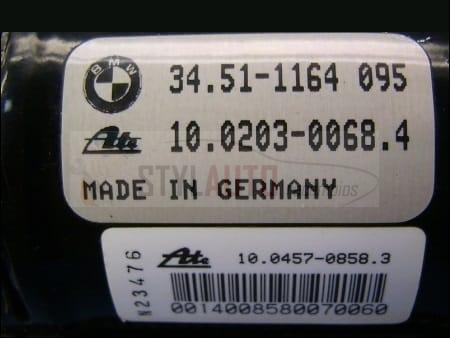 BMW
34.51-1164 095
Ate
10.0203-0068.4
STYLAUTO
MADE IN GERMANY
Ate
10.0457-0858.3
N23476
0014008580070060